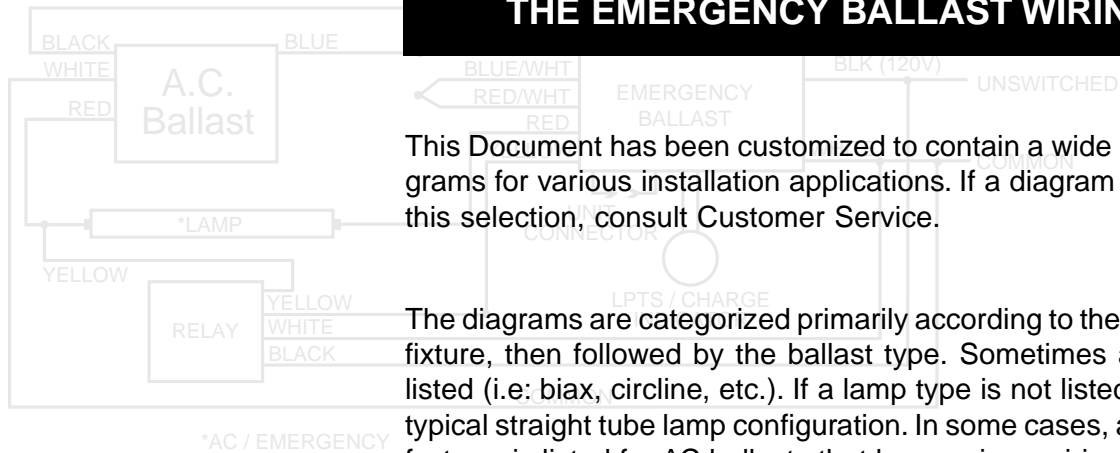 THE EMERGENCY BALLAST WIRIN
BLACK
BLUE
WHITE
A.C.
Ballast
RED
BLUE/WHT
RED/WHT
RED
EMERGENCY
BALLAST
BLK (120V)
UNSWITCHED
COMMON
This Document has been customized to contain a wide
grams for various installation applications. If a diagram
this selection, consult Customer Service.
*LAMP
UNIT
CONNECTOR
YELLOW
LPTS / CHARGE
RELAY
YELLOW
WHITE
BLACK
The diagrams are categorized primarily according to the
fixture, then followed by the ballast type. Sometimes a
listed (i.e: biax, circline, etc.). If a lamp type is not listed
typical straight tube lamp configuration. In some cases, a
COMMON
*AC / EMERGENCY